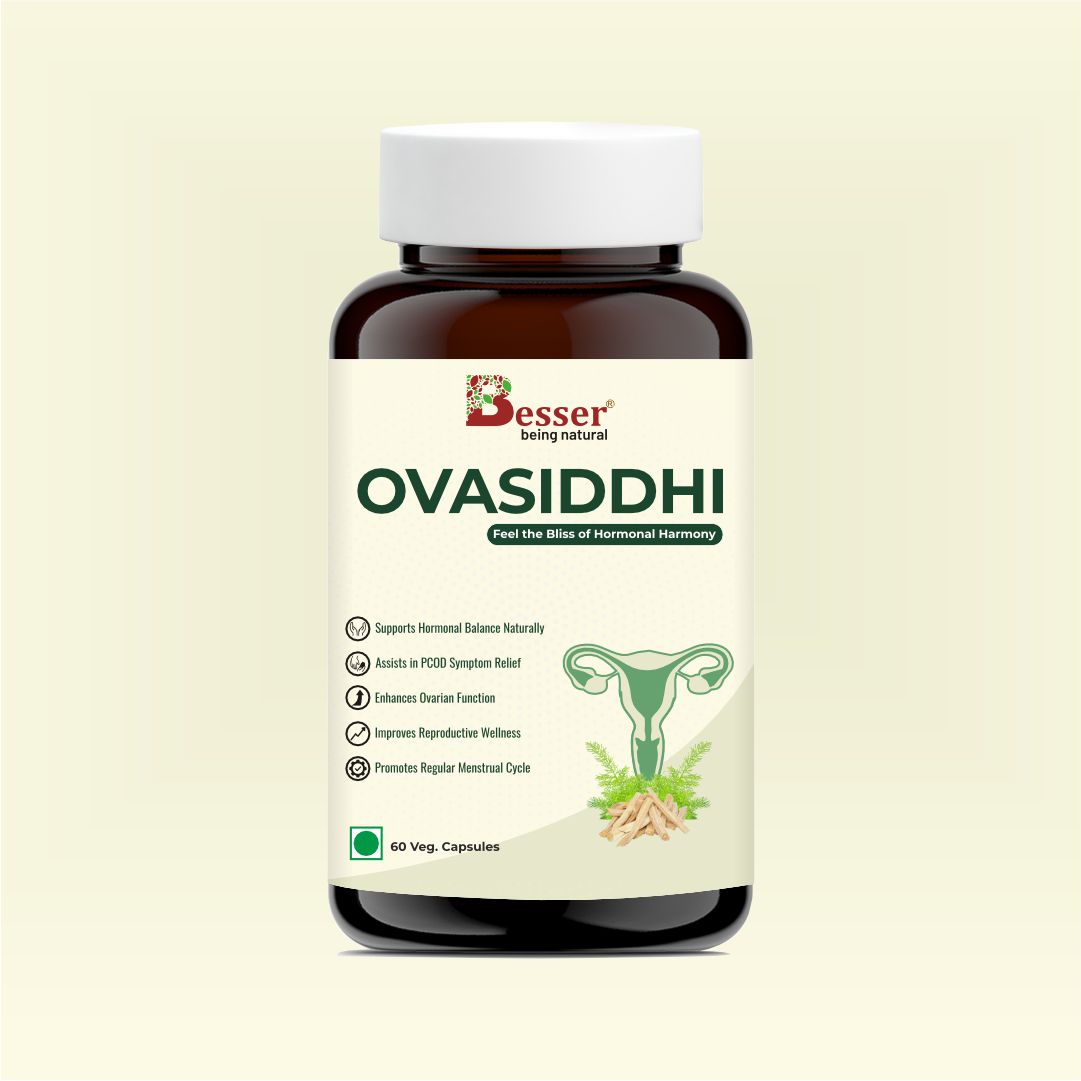 Besser®
being natural
OVASIDDHI
Feel the Bliss of Hormonal Harmony
Supports Hormonal Balance Naturally
Assists in PCOD Symptom Relief
Enhances Ovarian Function
Improves Reproductive Wellness
Promotes Regular Menstrual Cycle
60 Veg. Capsules